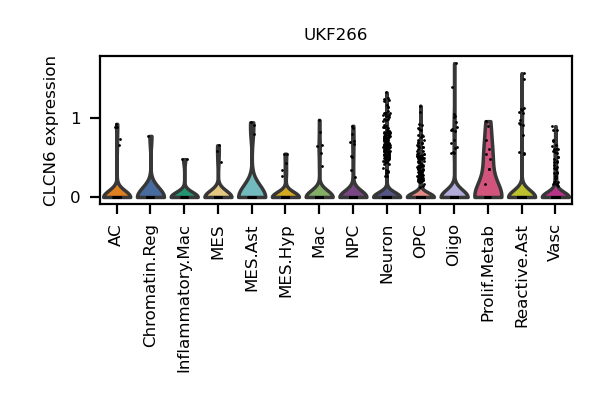 UKF266
CLCN6 expression
1
0
AC
Chromatin.Reg
Inflammatory.Mac
MES
MES.Ast
MES.Hyp
Mac
NPC
Neuron
OPC
Oligo
Prolif.Metab
Reactive.Ast
Vasc